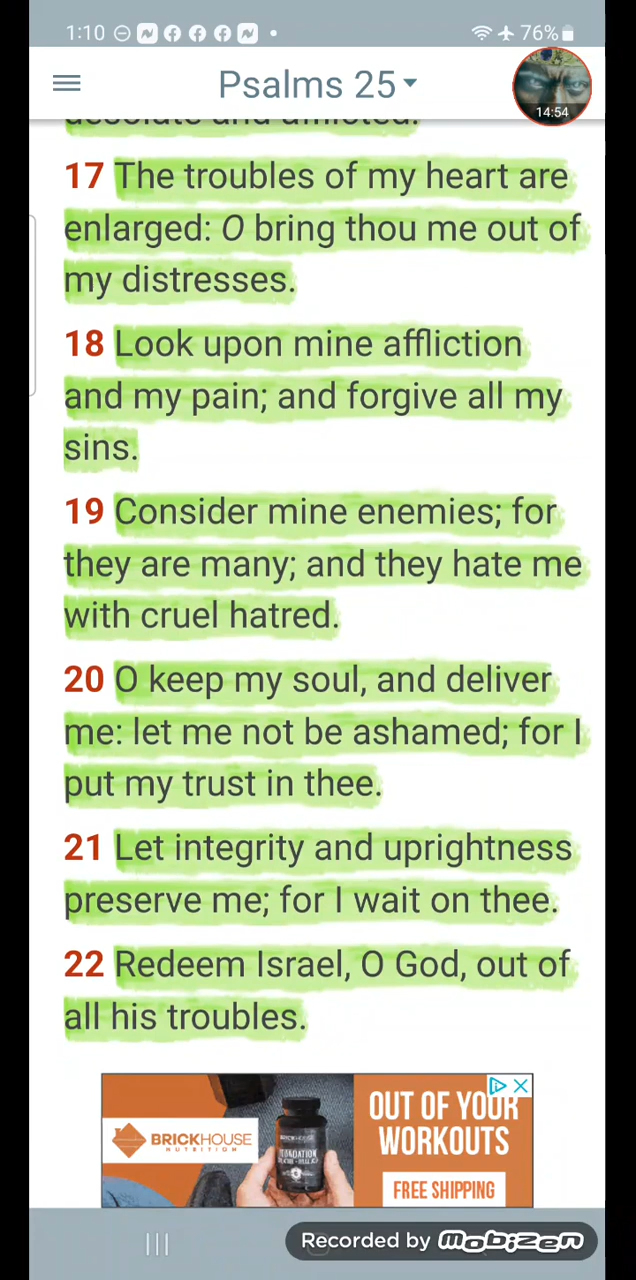 1:10
76%
Psalms 25
14:54
desolate and afflicted.
17 The troubles of my heart are
enlarged: O bring thou me out of
my distresses.
18 Look upon mine affliction
and my pain; and forgive all my
sins.
19 Consider mine enemies; for
they are many; and they hate me
with cruel hatred.
20 O keep my soul, and deliver
me: let me not be ashamed; for I
put my trust in thee.
21 Let integrity and uprightness
preserve me; for I wait on thee.
22 Redeem Israel, O God, out of
all his troubles.
BRICKHOUSE
NUTRITION
BRICKHOUSE
FOUNDATION
OUT OF YOUR
WORKOUTS
FREE SHIPPING
Recorded by mobizen